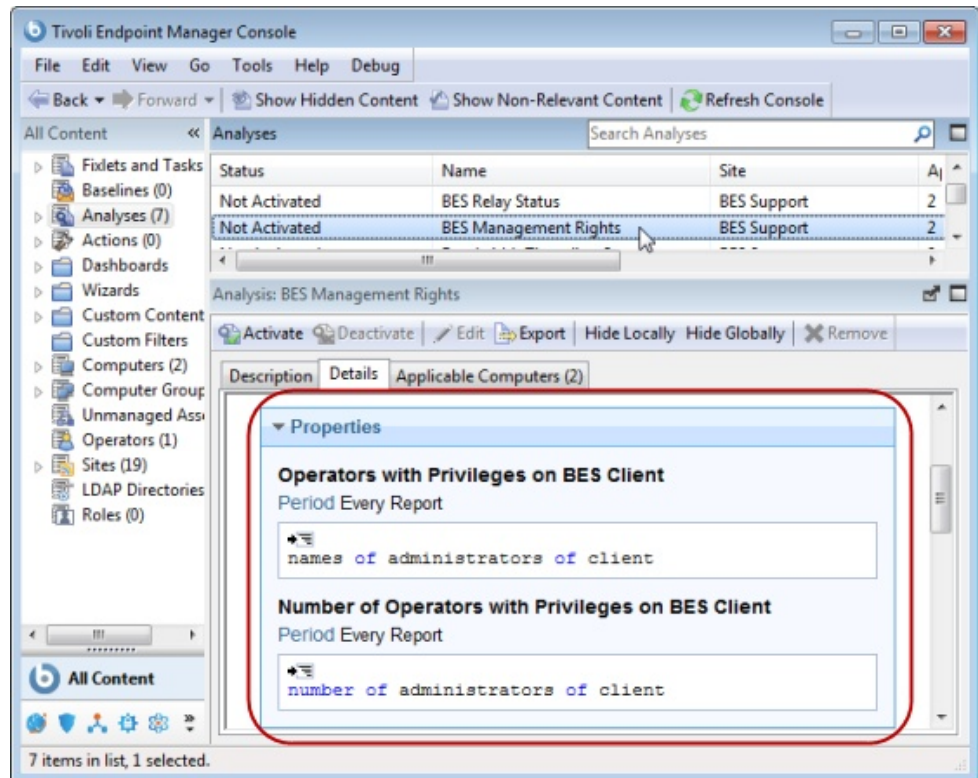 Tivoli Endpoint Manager Console
File Edit View Go Tools Help Debug
Back Forward Show Hidden Content Show Non-Relevant Content Refresh Console
All Content «
Fixlets and Tasks
Baselines (0)
Analyses (7)
Actions (0)
Dashboards
Wizards
Custom Content
Custom Filters
Computers (2)
Computer Group
Unmanaged Ass
Operators (1)
Sites (19)
LDAP Directories
Roles (0)
All Content
Analyses Search Analyses
Status Name Site
Not Activated BES Relay Status BES Support 2
Not Activated BES Management Rights BES Support 2
Analysis: BES Management Rights
Activate Deactivate Edit Export Hide Locally Hide Globally Remove
Description Details Applicable Computers (2)
Properties
Operators with Privileges on BES Client
Period Every Report
names of administrators of client
Number of Operators with Privileges on BES Client
Period Every Report
number of administrators of client
7 items in list, 1 selected.